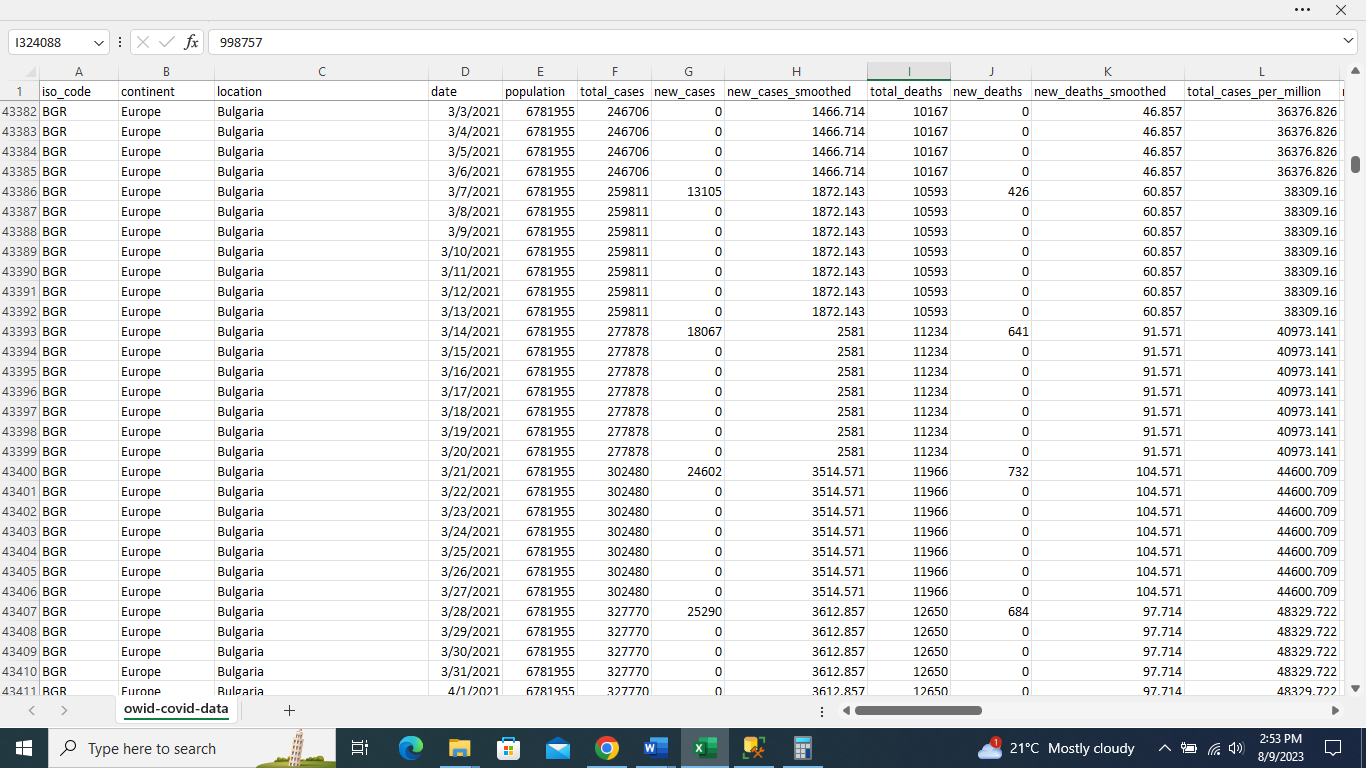 I324088 fx 998757
A B C D E F G H I J K L
1 iso_code continent location date population total_cases new_cases new_cases_smoothed total_deaths new_deaths new_deaths_smoothed total_cases_per_million
43382 BGR Europe Bulgaria 3/3/2021 6781955 246706 0 1466.714 10167 0 46.857 36376.826
43383 BGR Europe Bulgaria 3/4/2021 6781955 246706 0 1466.714 10167 0 46.857 36376.826
43384 BGR Europe Bulgaria 3/5/2021 6781955 246706 0 1466.714 10167 0 46.857 36376.826
43385 BGR Europe Bulgaria 3/6/2021 6781955 246706 0 1466.714 10167 0 46.857 36376.826
43386 BGR Europe Bulgaria 3/7/2021 6781955 259811 13105 1872.143 10593 426 60.857 38309.16
43387 BGR Europe Bulgaria 3/8/2021 6781955 259811 0 1872.143 10593 0 60.857 38309.16
43388 BGR Europe Bulgaria 3/9/2021 6781955 259811 0 1872.143 10593 0 60.857 38309.16
43389 BGR Europe Bulgaria 3/10/2021 6781955 259811 0 1872.143 10593 0 60.857 38309.16
43390 BGR Europe Bulgaria 3/11/2021 6781955 259811 0 1872.143 10593 0 60.857 38309.16
43391 BGR Europe Bulgaria 3/12/2021 6781955 259811 0 1872.143 10593 0 60.857 38309.16
43392 BGR Europe Bulgaria 3/13/2021 6781955 259811 0 1872.143 10593 0 60.857 38309.16
43393 BGR Europe Bulgaria 3/14/2021 6781955 277878 18067 2581 11234 641 91.571 40973.141
43394 BGR Europe Bulgaria 3/15/2021 6781955 277878 0 2581 11234 0 91.571 40973.141
43395 BGR Europe Bulgaria 3/16/2021 6781955 277878 0 2581 11234 0 91.571 40973.141
43396 BGR Europe Bulgaria 3/17/2021 6781955 277878 0 2581 11234 0 91.571 40973.141
43397 BGR Europe Bulgaria 3/18/2021 6781955 277878 0 2581 11234 0 91.571 40973.141
43398 BGR Europe Bulgaria 3/19/2021 6781955 277878 0 2581 11234 0 91.571 40973.141
43399 BGR Europe Bulgaria 3/20/2021 6781955 277878 0 2581 11234 0 91.571 40973.141
43400 BGR Europe Bulgaria 3/21/2021 6781955 302480 24602 3514.571 11966 732 104.571 44600.709
43401 BGR Europe Bulgaria 3/22/2021 6781955 302480 0 3514.571 11966 0 104.571 44600.709
43402 BGR Europe Bulgaria 3/23/2021 6781955 302480 0 3514.571 11966 0 104.571 44600.709
43403 BGR Europe Bulgaria 3/24/2021 6781955 302480 0 3514.571 11966 0 104.571 44600.709
43404 BGR Europe Bulgaria 3/25/2021 6781955 302480 0 3514.571 11966 0 104.571 44600.709
43405 BGR Europe Bulgaria 3/26/2021 6781955 302480 0 3514.571 11966 0 104.571 44600.709
43406 BGR Europe Bulgaria 3/27/2021 6781955 302480 0 3514.571 11966 0 104.571 44600.709
43407 BGR Europe Bulgaria 3/28/2021 6781955 327770 25290 3612.857 12650 684 97.714 48329.722
43408 BGR Europe Bulgaria 3/29/2021 6781955 327770 0 3612.857 12650 0 97.714 48329.722
43409 BGR Europe Bulgaria 3/30/2021 6781955 327770 0 3612.857 12650 0 97.714 48329.722
43410 BGR Europe Bulgaria 3/31/2021 6781955 327770 0 3612.857 12650 0 97.714 48329.722
43411 BGR Europe Bulgaria 4/1/2021 6781955 327770 0 3612.857 12650 0 97.714 48329.722
owid-covid-data
Type here to search 1 21°C Mostly cloudy 2:53 PM
8/9/2023